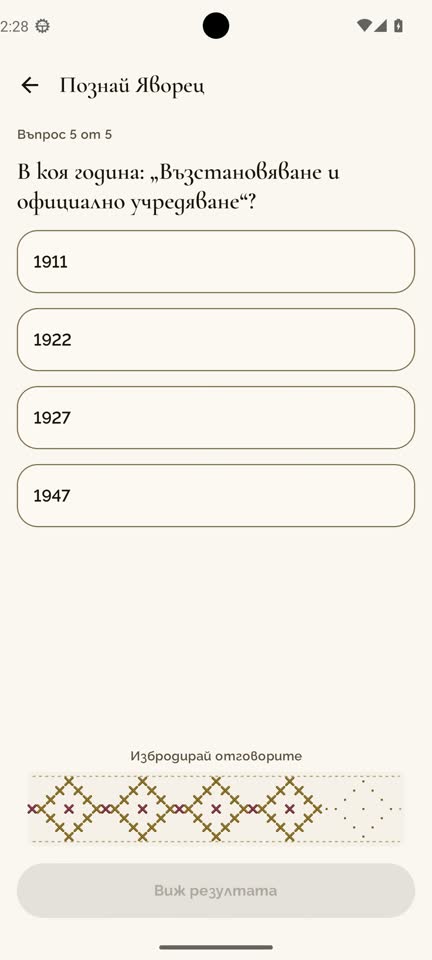 2:28
Познай Яворец
Въпрос 5 от 5
В коя година: „Възстановяване и
официално учредяване“?
1911
1922
1927
1947
Избродирай отговорите
Виж резултата